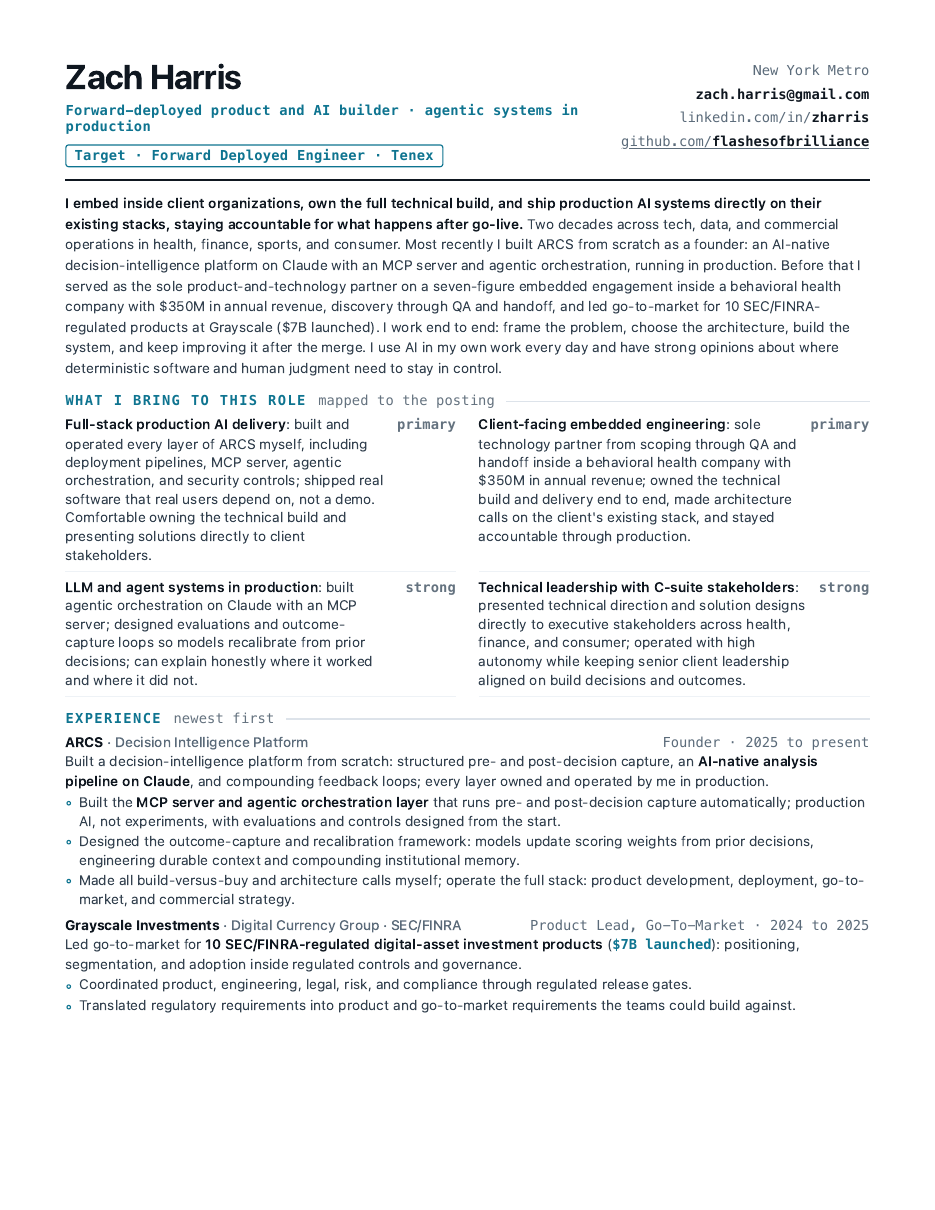 Zach Harris
Forward–deployed product and AI builder · agentic systems in
production
Target · Forward Deployed Engineer · Tenex
New York Metro
zach.harris@gmail.com
linkedin.com/in/zharris
github.com/flashesofbrilliance
I embed inside client organizations, own the full technical build, and ship production AI systems directly on their
existing stacks, staying accountable for what happens after go-live. Two decades across tech, data, and commercial
operations in health, finance, sports, and consumer. Most recently I built ARCS from scratch as a founder: an AI-native
decision-intelligence platform on Claude with an MCP server and agentic orchestration, running in production. Before that I
served as the sole product-and-technology partner on a seven-figure embedded engagement inside a behavioral health
company with $350M in annual revenue, discovery through QA and handoff, and led go-to-market for 10 SEC/FINRA-
regulated products at Grayscale ($7B launched). I work end to end: frame the problem, choose the architecture, build the
system, and keep improving it after the merge. I use AI in my own work every day and have strong opinions about where
deterministic software and human judgment need to stay in control.
WHAT I BRING TO THIS ROLE mapped to the posting
Full-stack production AI delivery: built and primary
operated every layer of ARCS myself, including
deployment pipelines, MCP server, agentic
orchestration, and security controls; shipped real
software that real users depend on, not a demo.
Comfortable owning the technical build and
presenting solutions directly to client
stakeholders.
Client-facing embedded engineering: sole primary
technology partner from scoping through QA and
handoff inside a behavioral health company with
$350M in annual revenue; owned the technical
build and delivery end to end, made architecture
calls on the client's existing stack, and stayed
accountable through production.
LLM and agent systems in production: built strong
agentic orchestration on Claude with an MCP
server; designed evaluations and outcome-
capture loops so models recalibrate from prior
decisions; can explain honestly where it worked
and where it did not.
Technical leadership with C-suite stakeholders: strong
presented technical direction and solution designs
directly to executive stakeholders across health,
finance, and consumer; operated with high
autonomy while keeping senior client leadership
aligned on build decisions and outcomes.
EXPERIENCE newest first
ARCS · Decision Intelligence Platform Founder · 2025 to present
Built a decision-intelligence platform from scratch: structured pre- and post-decision capture, an AI-native analysis
pipeline on Claude, and compounding feedback loops; every layer owned and operated by me in production.
Built the MCP server and agentic orchestration layer that runs pre- and post-decision capture automatically; production
AI, not experiments, with evaluations and controls designed from the start.
Designed the outcome-capture and recalibration framework: models update scoring weights from prior decisions,
engineering durable context and compounding institutional memory.
Made all build-versus-buy and architecture calls myself; operate the full stack: product development, deployment, go-to-
market, and commercial strategy.
Grayscale Investments · Digital Currency Group · SEC/FINRA Product Lead, Go–To–Market · 2024 to 2025
Led go-to-market for 10 SEC/FINRA-regulated digital-asset investment products ($7B launched): positioning,
segmentation, and adoption inside regulated controls and governance.
Coordinated product, engineering, legal, risk, and compliance through regulated release gates.
Translated regulatory requirements into product and go-to-market requirements the teams could build against.